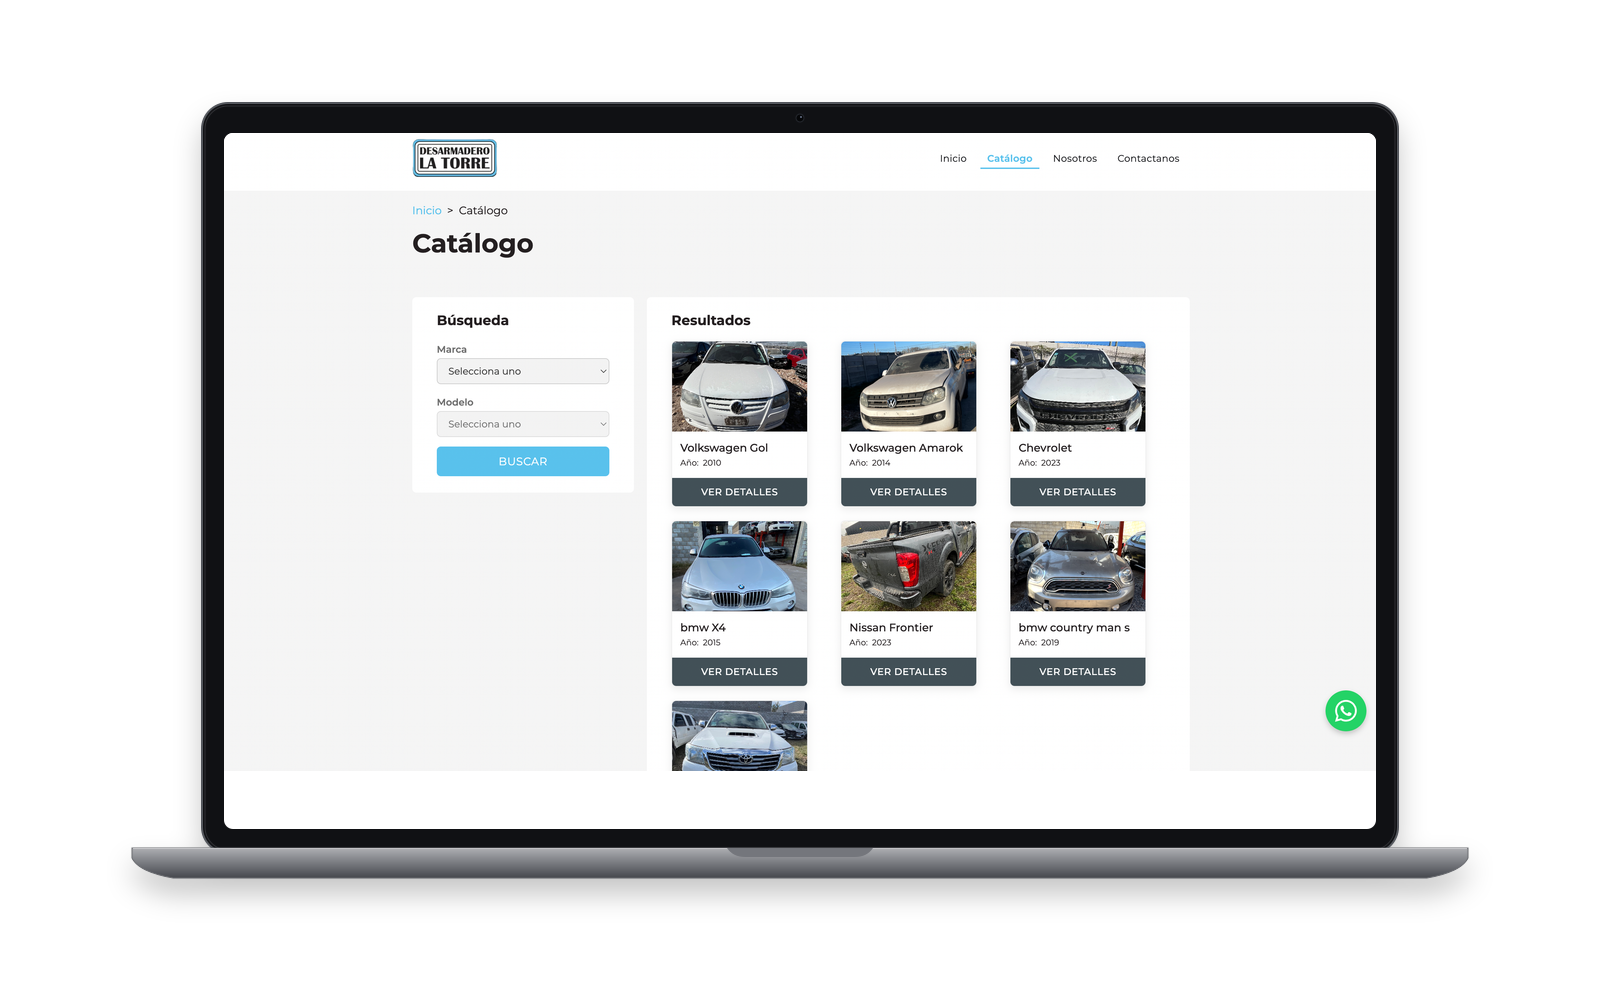 DESARMADERO
LA TORRE
Inicio Catálogo Nosotros Contactanos
Inicio > Catálogo
Catálogo
Búsqueda
Marca
Selecciona uno
Modelo
Selecciona uno
BUSCAR
Resultados
Volkswagen Gol
Año: 2010
VER DETALLES
Volkswagen Amarok
Año: 2014
VER DETALLES
Chevrolet
Año: 2023
VER DETALLES
bmw X4
Año: 2015
VER DETALLES
Nissan Frontier
Año: 2023
VER DETALLES
bmw country man s
Año: 2019
VER DETALLES